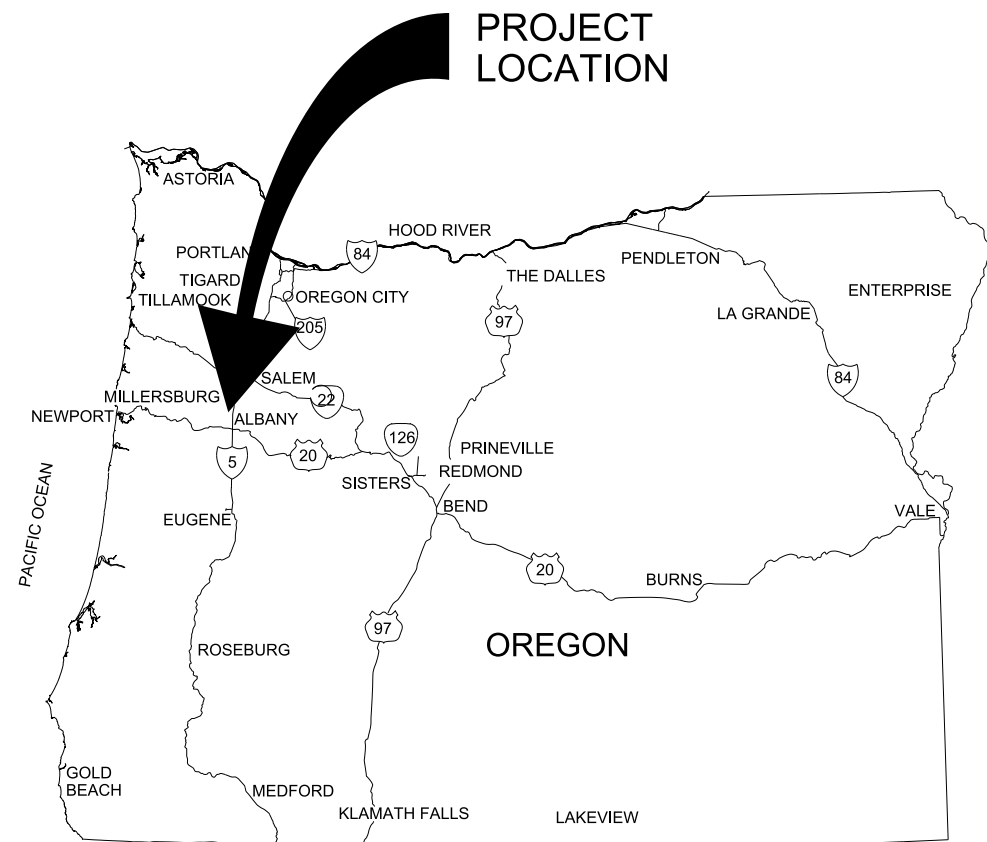 PROJECT
LOCATION
ASTORIA
HOOD RIVER
PORTLAN
84
PENDLETON
THE DALLES
TIGARD
TILLAMOOK
OREGON CITY
ENTERPRISE
LA GRANDE
97
205
SALEM
84
MILLERSBURG
22
NEWPORT
ALBANY
126
PRINEVILLE
5
20
REDMOND
SISTERS
BEND
VALE
EUGENE
PACIFIC OCEAN
20
BURNS
97
ROSEBURG
OREGON
GOLD
BEACH
MEDFORD
KLAMATH FALLS
LAKEVIEW